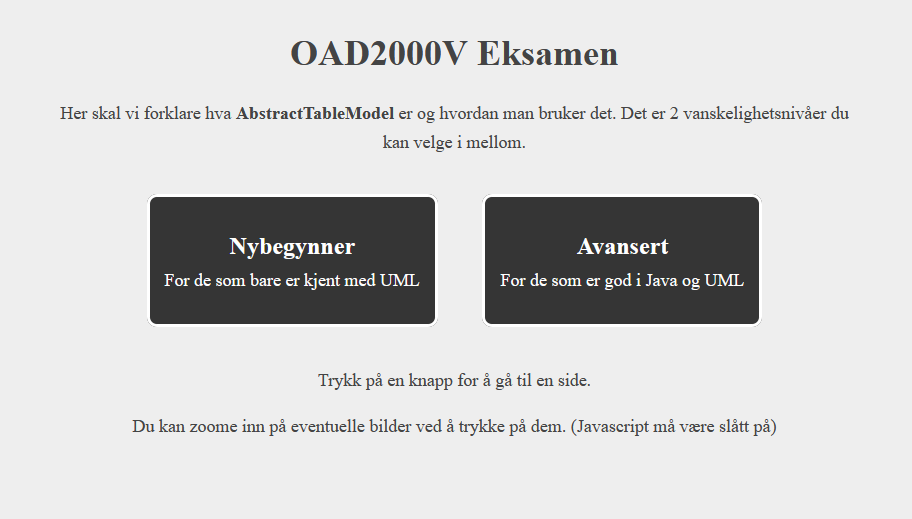 OAD2000V Eksamen
Her skal vi forklare hva AbstractTableModel er og hvordan man bruker det. Det er 2 vanskelighetsnivåer du
kan velge i mellom.
Nybegynner
For de som bare er kjent med UML
Avansert
For de som er god i Java og UML
Trykk på en knapp for å gå til en side.
Du kan zoome inn på eventuelle bilder ved å trykke på dem. (Javascript må være slått på)